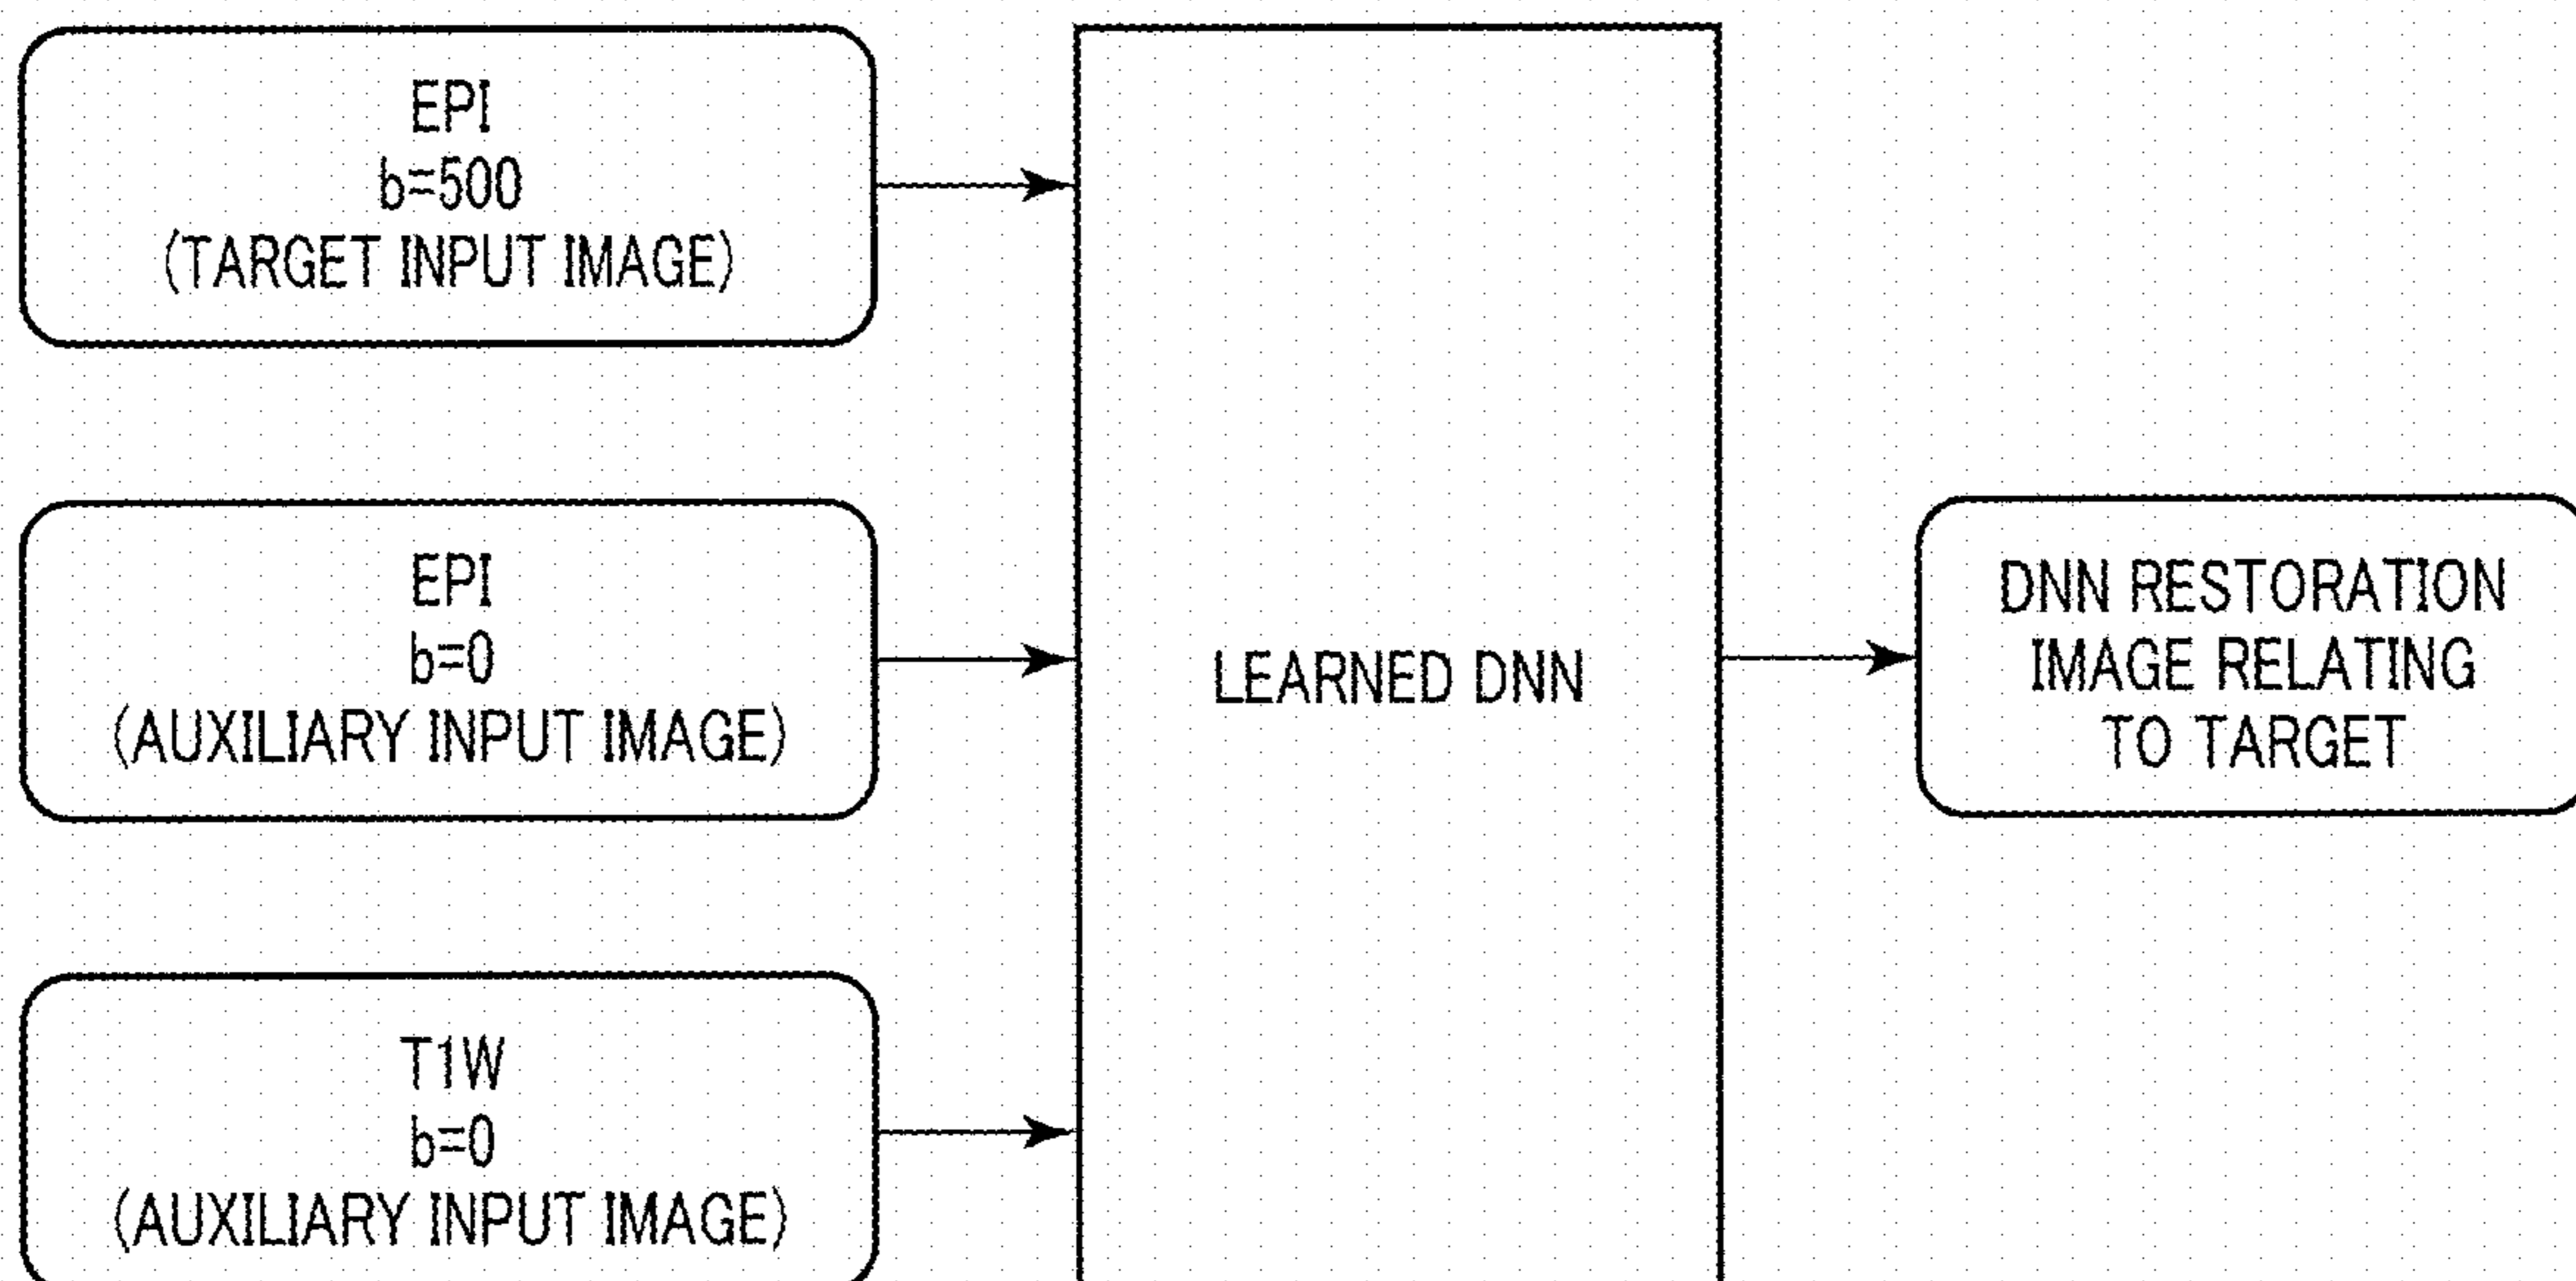 EPI
b=500
(TARGET INPUT IMAGE)
EPI
b=0
(AUXILIARY INPUT IMAGE)
T1W
b=0
(AUXILIARY INPUT IMAGE)
LEARNED DNN
DNN RESTORATION
IMAGE RELATING
TO TARGET